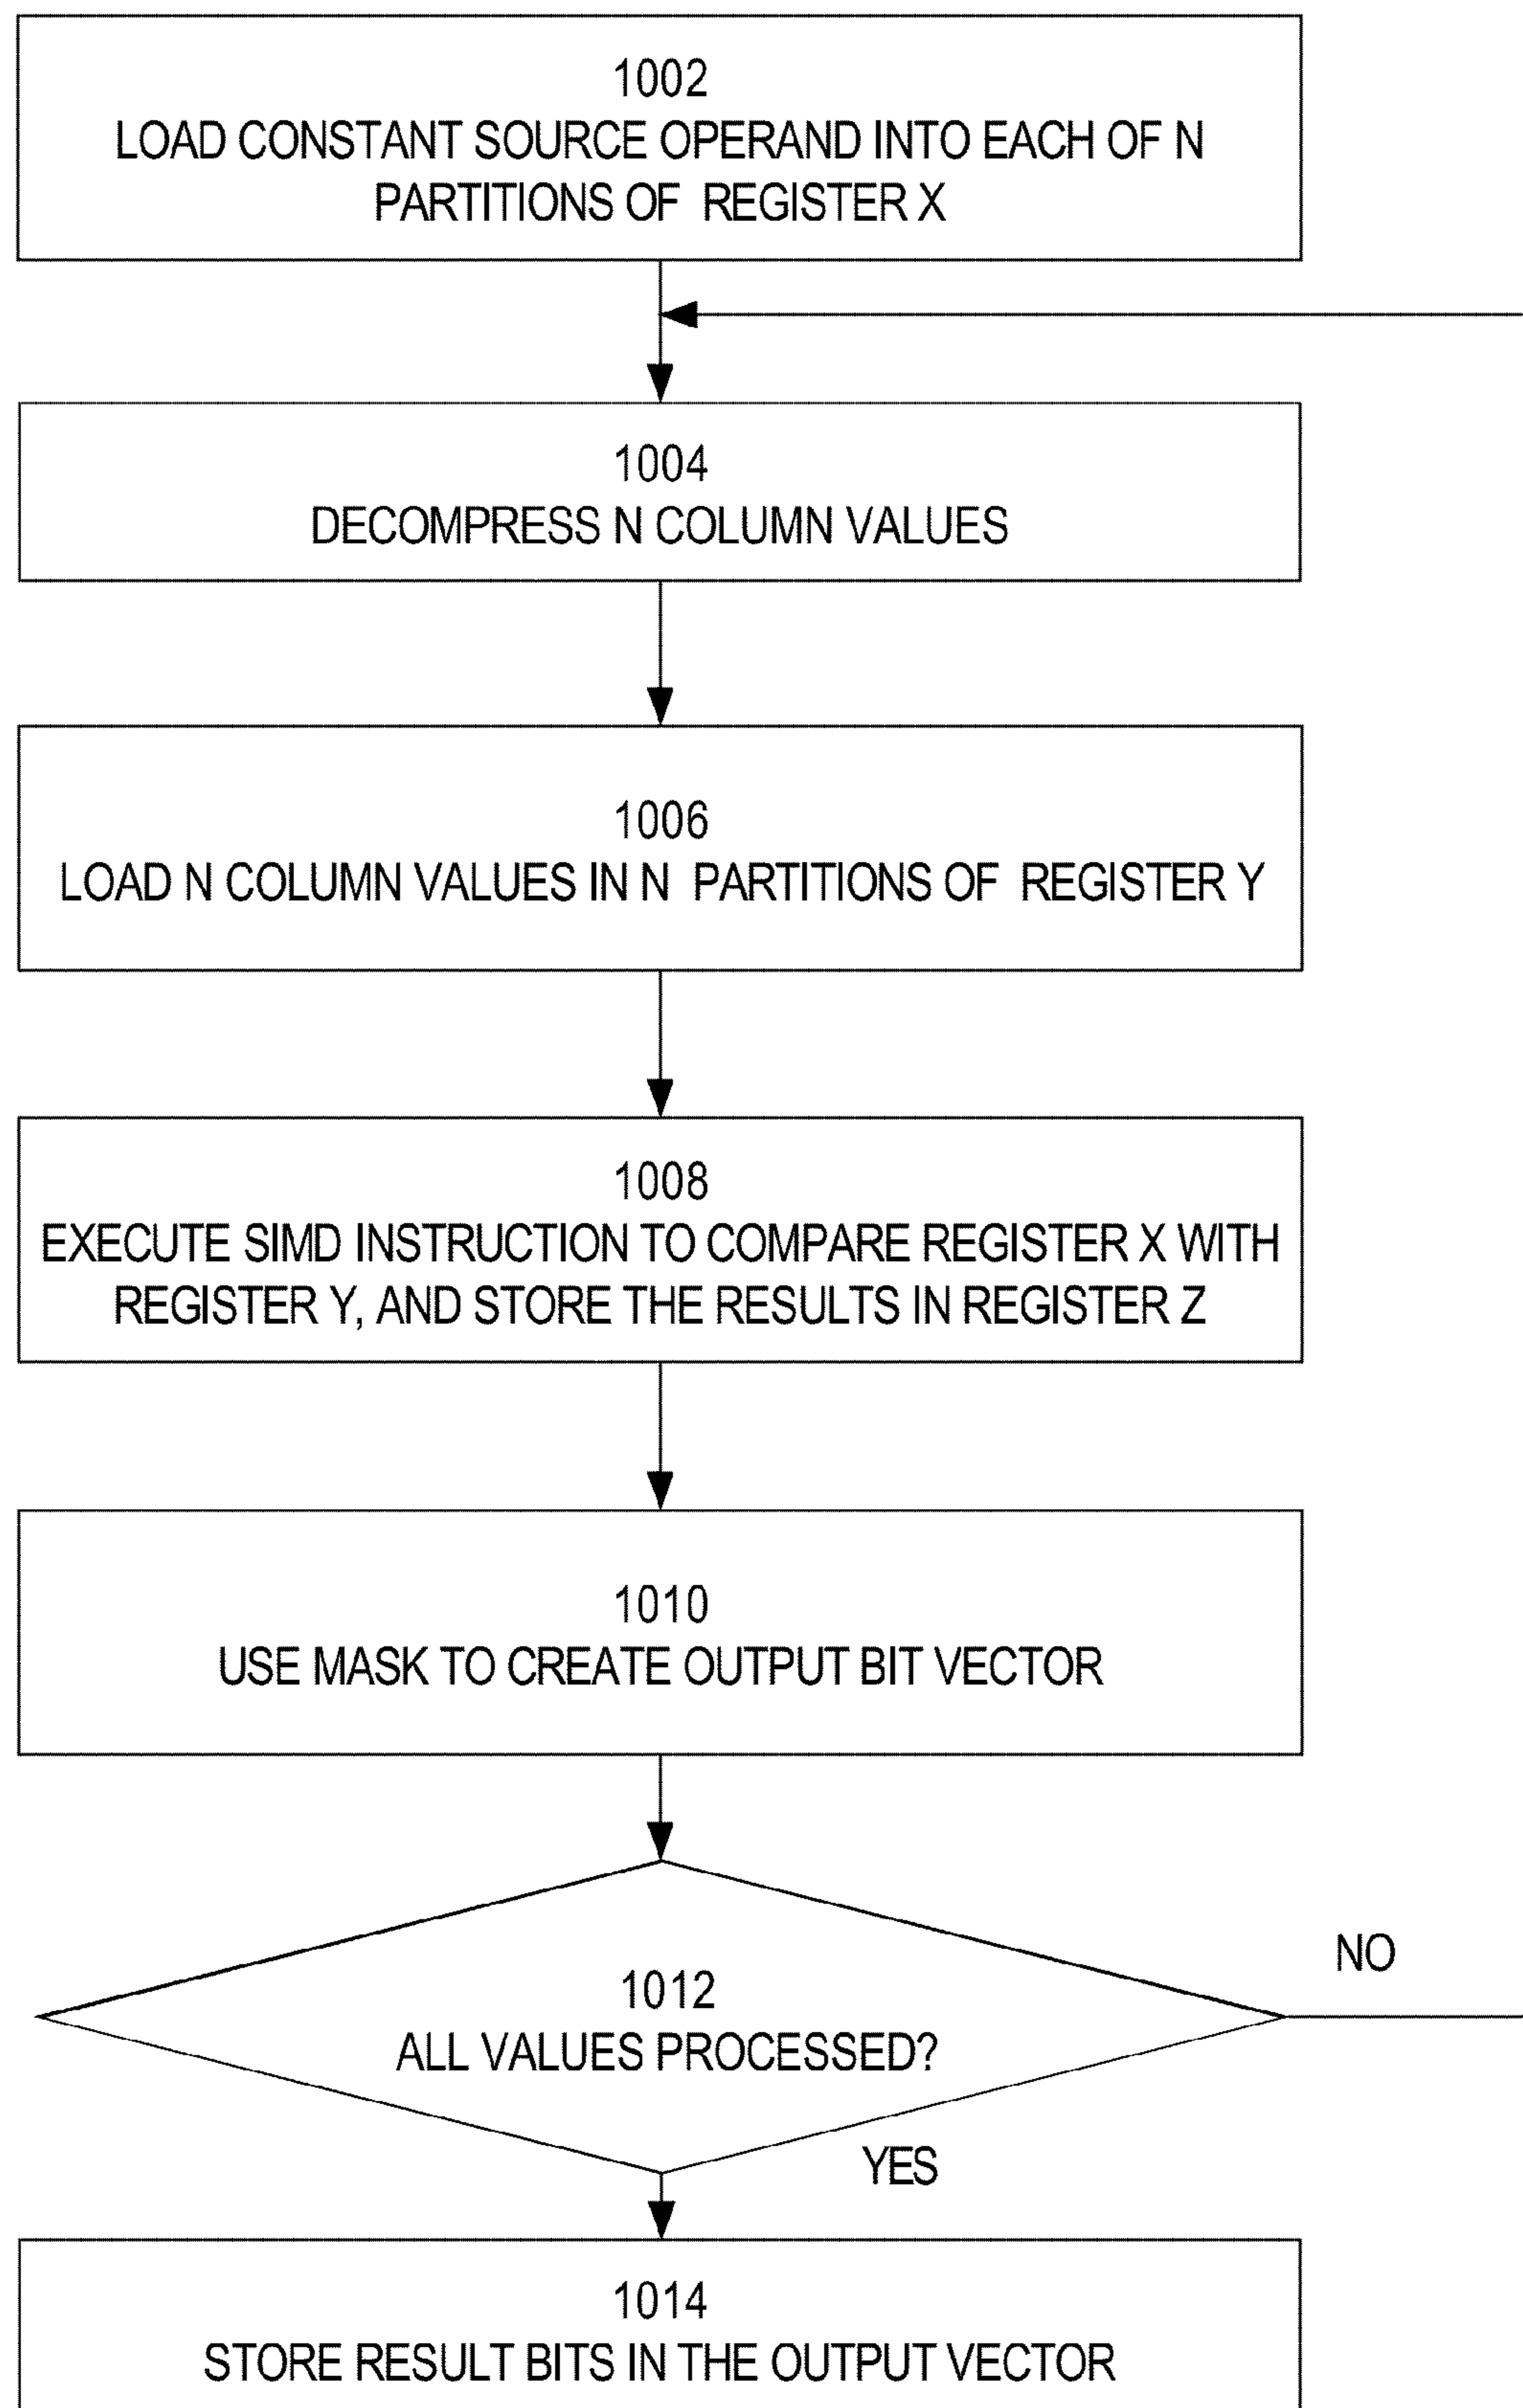 1002
LOAD CONSTANT SOURCE OPERAND INTO EACH OF N
PARTITIONS OF REGISTER X
1004
DECOMPRESS N COLUMN VALUES
1006
LOAD N COLUMN VALUES IN N PARTITIONS OF REGISTER Y
1008
EXECUTE SIMD INSTRUCTION TO COMPARE REGISTER X WITH
REGISTER Y, AND STORE THE RESULTS IN REGISTER Z
1010
USE MASK TO CREATE OUTPUT BIT VECTOR
NO
1012
ALL VALUES PROCESSED?
YES
1014
STORE RESULT BITS IN THE OUTPUT VECTOR